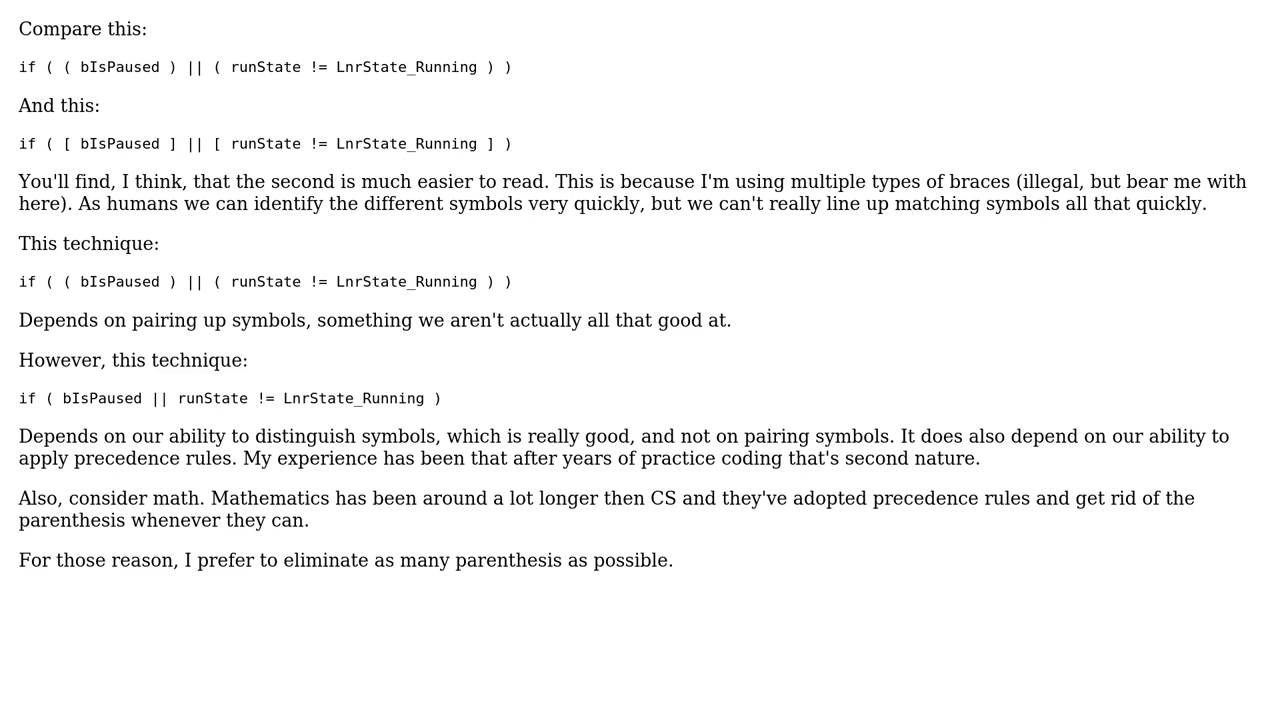 Compare this:
if ( ( bIsPaused ) || ( runState != LnrState_Running ) )
And this:
if ( [ bIsPaused ] || [ runState != LnrState_Running ] )
You'll find, I think, that the second is much easier to read. This is because I'm using multiple types of braces (illegal, but bear me with
here). As humans we can identify the different symbols very quickly, but we can't really line up matching symbols all that quickly.
This technique:
if ( ( bIsPaused ) || ( runState != LnrState_Running ) )
Depends on pairing up symbols, something we aren't actually all that good at.
However, this technique:
if ( bIsPaused || runState != LnrState_Running )
Depends on our ability to distinguish symbols, which is really good, and not on pairing symbols. It does also depend on our ability to
apply precedence rules. My experience has been that after years of practice coding that's second nature.
Also, consider math. Mathematics has been around a lot longer then CS and they've adopted precedence rules and get rid of the
parenthesis whenever they can.
For those reason, I prefer to eliminate as many parenthesis as possible.